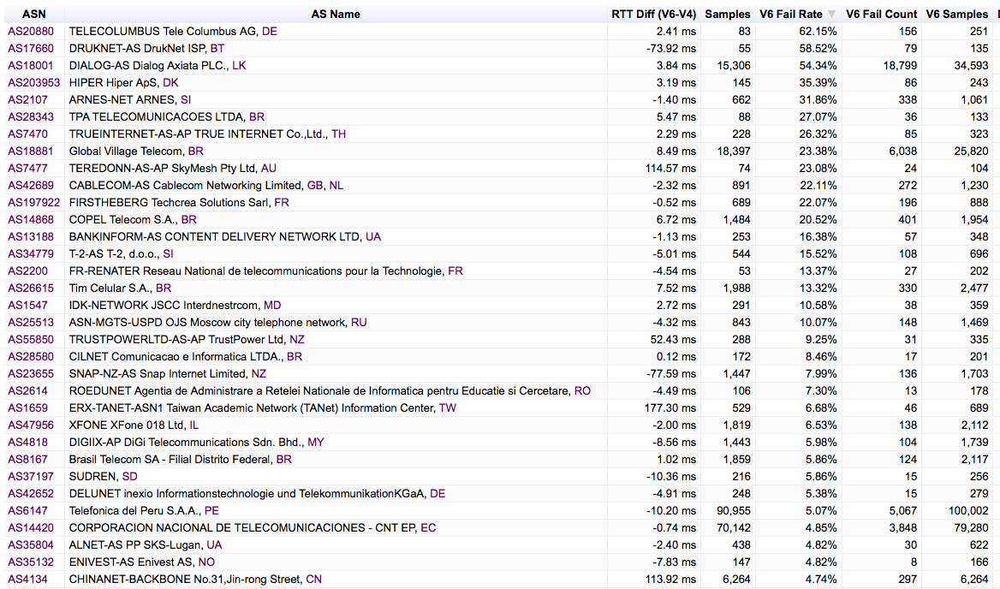 ASN AS Name RTT Diff (V6-V4) Samples V6 Fail Rate ▼ V6 Fail Count V6 Samples
AS20880 TELECOLUMBUS Tele Columbus AG, DE 2.41 ms 83 62.15% 156 251
AS17660 DRUKNET-AS DrukNet ISP, BT -73.92 ms 55 58.52% 79 135
AS18001 DIALOG-AS Dialog Axiata PLC., LK 3.84 ms 15,306 54.34% 18,799 34,593
AS203953 HIPER Hiper ApS, DK 3.19 ms 145 35.39% 86 243
AS2107 ARNES-NET ARNES, SI -1.40 ms 662 31.86% 338 1,061
AS28343 TPA TELECOMUNICACOES LTDA, BR 5.47 ms 88 27.07% 36 133
AS7470 TRUEINTERNET-AS-AP TRUE INTERNET Co.,Ltd., TH 2.29 ms 228 26.32% 85 323
AS18881 Global Village Telecom, BR 8.49 ms 18,397 23.38% 6,038 25,820
AS7477 TEREDONN-AS-AP SkyMesh Pty Ltd, AU 114.57 ms 74 23.08% 24 104
AS42689 CABLECOM-AS Cablecom Networking Limited, GB, NL -2.32 ms 891 22.11% 272 1,230
AS197922 FIRSTHEBERG Techcrea Solutions Sarl, FR -0.52 ms 689 22.07% 196 888
AS14868 COPEL Telecom S.A., BR 6.72 ms 1,484 20.52% 401 1,954
AS13188 BANKINFORM-AS CONTENT DELIVERY NETWORK LTD, UA -1.13 ms 253 16.38% 57 348
AS34779 T-2-AS T-2, d.o.o., SI -5.01 ms 544 15.52% 108 696
AS2200 FR-RENATER Reseau National de telecommunications pour la Technologie, FR -4.54 ms 53 13.37% 27 202
AS26615 Tim Celular S.A., BR 7.52 ms 1,988 13.32% 330 2,477
AS1547 IDK-NETWORK JSCC Interdnestrcom, MD 2.72 ms 291 10.58% 38 359
AS25513 ASN-MGTS-USPD OJS Moscow city telephone network, RU -4.32 ms 843 10.07% 148 1,469
AS55850 TRUSTPOWERLTD-AS-AP TrustPower Ltd, NZ 52.43 ms 288 9.25% 31 335
AS28580 CILNET Comunicacao e Informatica LTDA., BR 0.12 ms 172 8.46% 17 201
AS23655 SNAP-NZ-AS Snap Internet Limited, NZ -77.59 ms 1,447 7.99% 136 1,703
AS2614 ROEDUNET Agentia de Administrare a Retelei Nationale de Informatica pentru Educatie si Cercetare, RO -4.49 ms 106 7.30% 13 178
AS1659 ERX-TANET-ASN1 Taiwan Academic Network (TANet) Information Center, TW 177.30 ms 529 6.68% 46 689
AS47956 XFONE XFone 018 Ltd, IL -2.00 ms 1,819 6.53% 138 2,112
AS4818 DIGIIX-AP DiGi Telecommunications Sdn. Bhd., MY -8.56 ms 1,443 5.98% 104 1,739
AS8167 Brasil Telecom SA - Filial Distrito Federal, BR 1.02 ms 1,859 5.86% 124 2,117
AS37197 SUDREN, SD -10.36 ms 216 5.86% 15 256
AS42652 DELUNET inexio Informationstechnologie und TelekommunikationKGaA, DE -4.91 ms 248 5.38% 15 279
AS6147 Telefonica del Peru S.A.A., PE -10.20 ms 90,955 5.07% 5,067 100,002
AS14420 CORPORACION NACIONAL DE TELECOMUNICACIONES - CNT EP, EC -0.74 ms 70,142 4.85% 3,848 79,280
AS35804 ALNET-AS PP SKS-Lugan, UA -2.40 ms 438 4.82% 30 622
AS35132 ENIVEST-AS Enivest AS, NO -7.83 ms 147 4.82% 8 166
AS4134 CHINANET-BACKBONE No.31,Jin-rong Street, CN 113.92 ms 6,264 4.74% 297 6,264